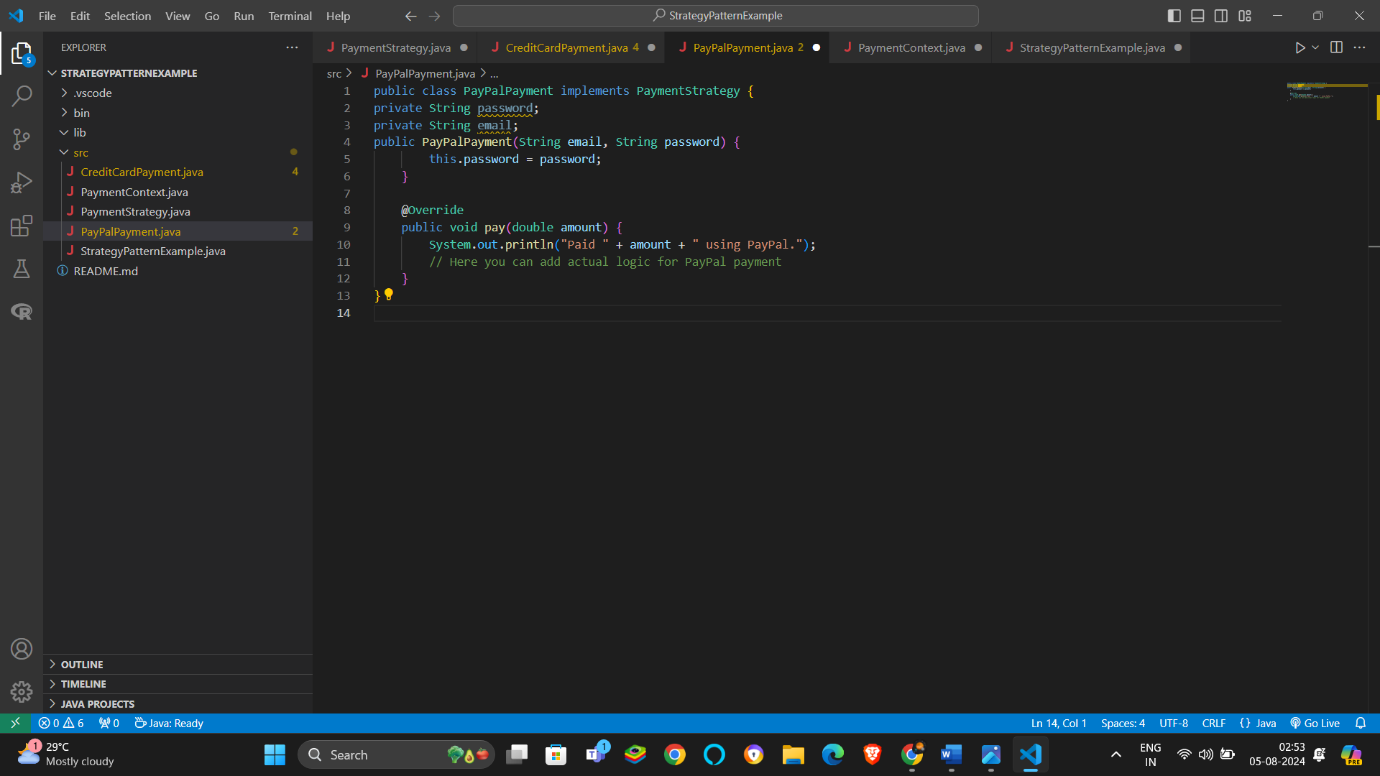 File Edit Selection View Go Run Terminal Help
StrategyPatternExample
EXPLORER
PaymentStrategy.java
CreditCardPayment.java 4
PayPalPayment.java 2
PaymentContext.java
StrategyPatternExample.java
5
STRATEGYPATTERNEXAMPLE
.vscode
bin
lib
src
CreditCardPayment.java 4
PaymentContext.java
PaymentStrategy.java
PayPalPayment.java 2
StrategyPatternExample.java
README.md
src > PayPalPayment.java > ...
1 public class PayPalPayment implements PaymentStrategy {
2 private String password;
3 private String email;
4 public PayPalPayment(String email, String password) {
5 this.password = password;
6 }
7
8 @Override
9 public void pay(double amount) {
10 System.out.println("Paid " + amount + " using PayPal.");
11 // Here you can add actual logic for PayPal payment
12 }
13 }
14
OUTLINE
TIMELINE
JAVA PROJECTS
0 6 0 Java: Ready
Ln 14, Col 1 Spaces: 4 UTF-8 CRLF {} Java Go Live
1
29°C
Mostly cloudy
Search
1
ENG
IN
02:53
05-08-2024
PRE